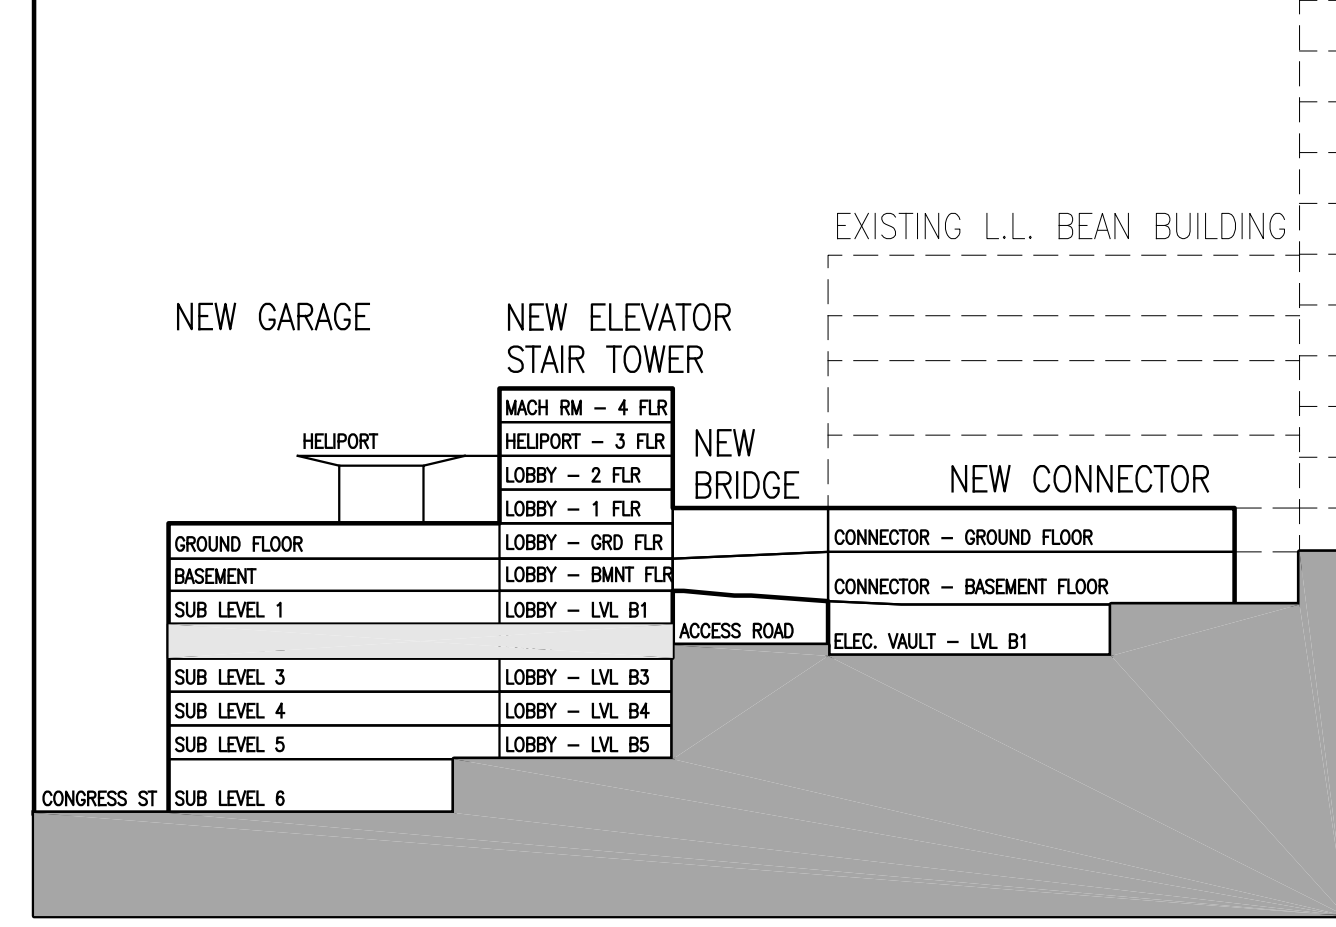 EXISTING L.L. BEAN BUILDING
NEW GARAGE
NEW ELEVATOR
STAIR TOWER
MACH RM - 4 FLR
HELIPORT
HELIPORT - 3 FLR
NEW
BRIDGE
LOBBY - 2 FLR
NEW CONNECTOR
LOBBY - 1 FLR
GROUND FLOOR
LOBBY - GRD FLR
CONNECTOR - GROUND FLOOR
BASEMENT
LOBBY - BMNT FLR
CONNECTOR - BASEMENT FLOOR
SUB LEVEL 1
LOBBY - LVL B1
ACCESS ROAD
ELEC. VAULT - LVL B1
SUB LEVEL 3
LOBBY - LVL B3
SUB LEVEL 4
LOBBY - LVL B4
SUB LEVEL 5
LOBBY - LVL B5
CONGRESS ST
SUB LEVEL 6